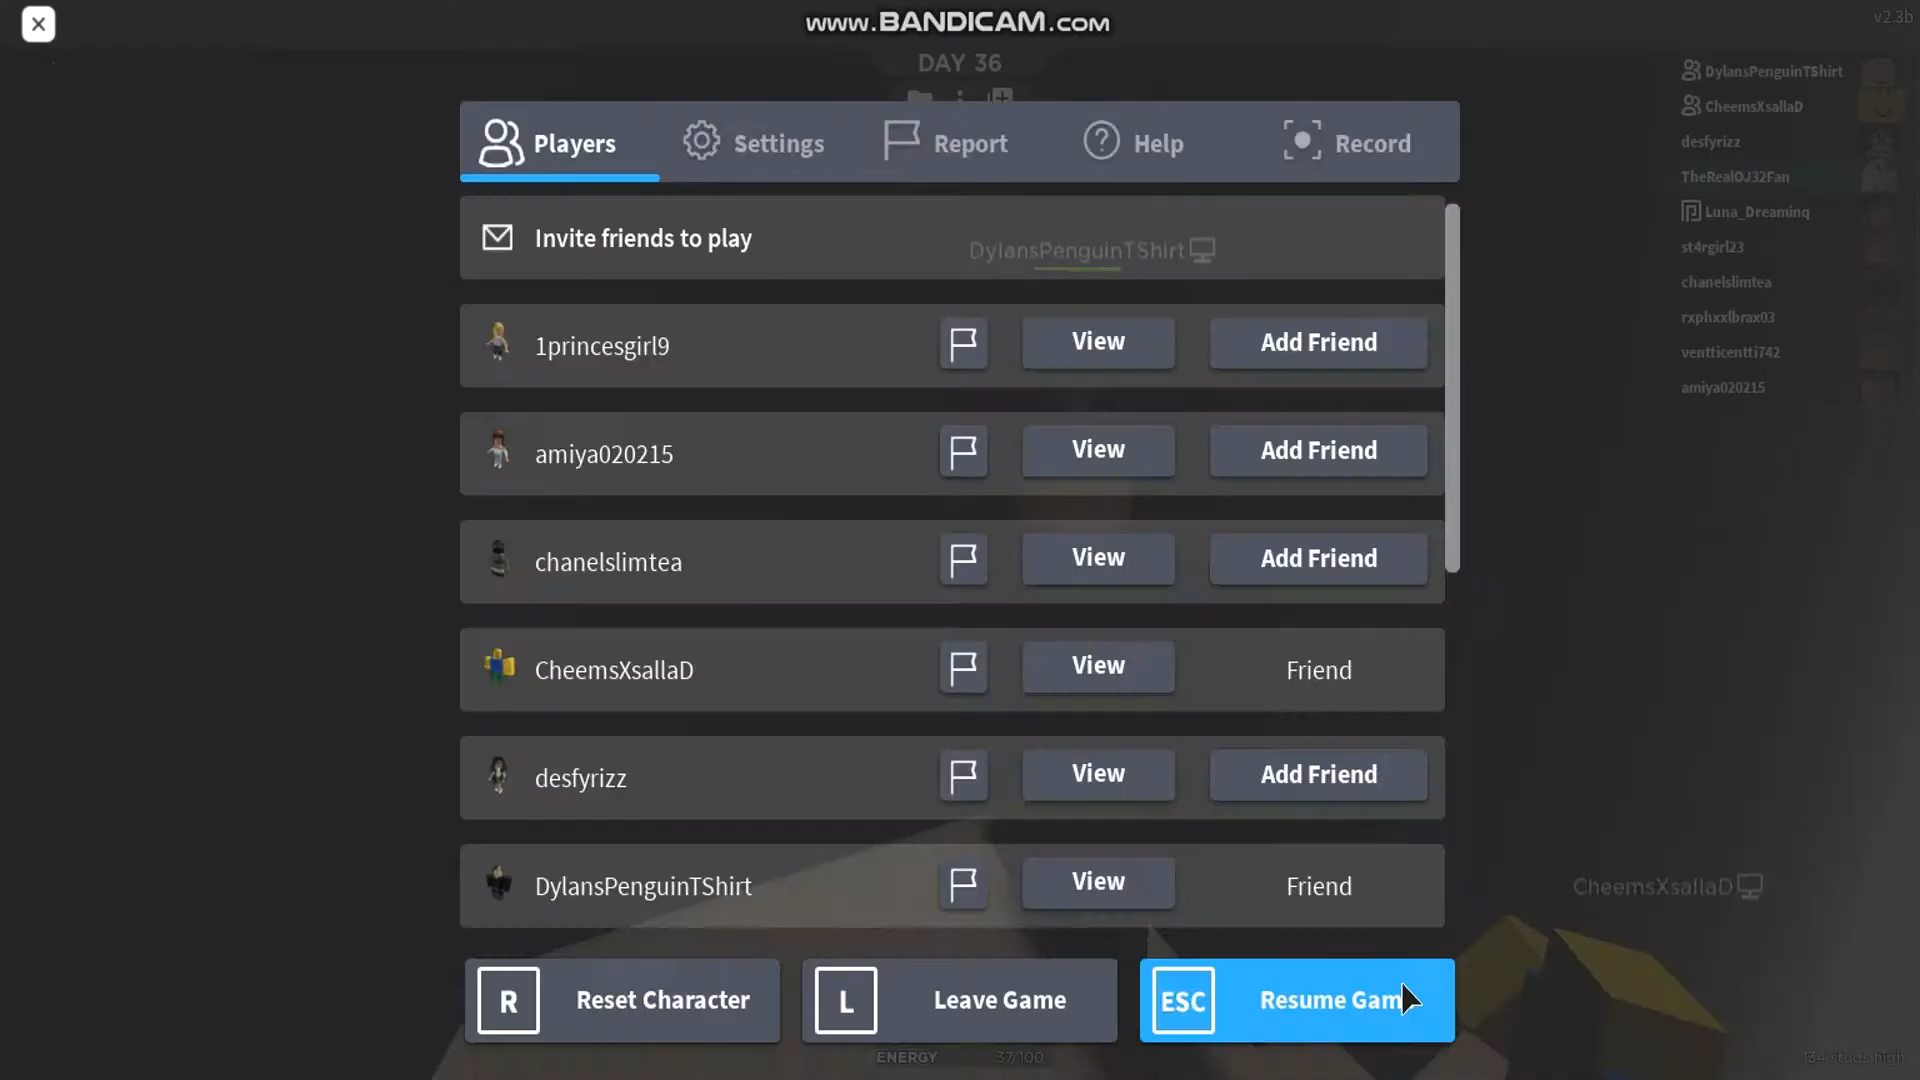 www.BANDICAM.com
v2.3b
DAY 36
DylansPenguinTShirt
CheemsXsallaD
desfyrizz
TheRealOJ32Fan
Luna_Dreaminq
st4rgirl23
chanelslimtea
rxphxxlbrax03
ventticentti742
amiya020215
Players
Settings
Report
Help
Record
Invite friends to play
DylansPenguinTShirt
1princesgirl9
View
Add Friend
amiya020215
View
Add Friend
chanelslimtea
View
Add Friend
CheemsXsallaD
View
Friend
desfyrizz
View
Add Friend
DylansPenguinTShirt
View
Friend
CheemsXsallaD
R Reset Character
L Leave Game
ESC Resume Gam
ENERGY 37/100
134 studs high